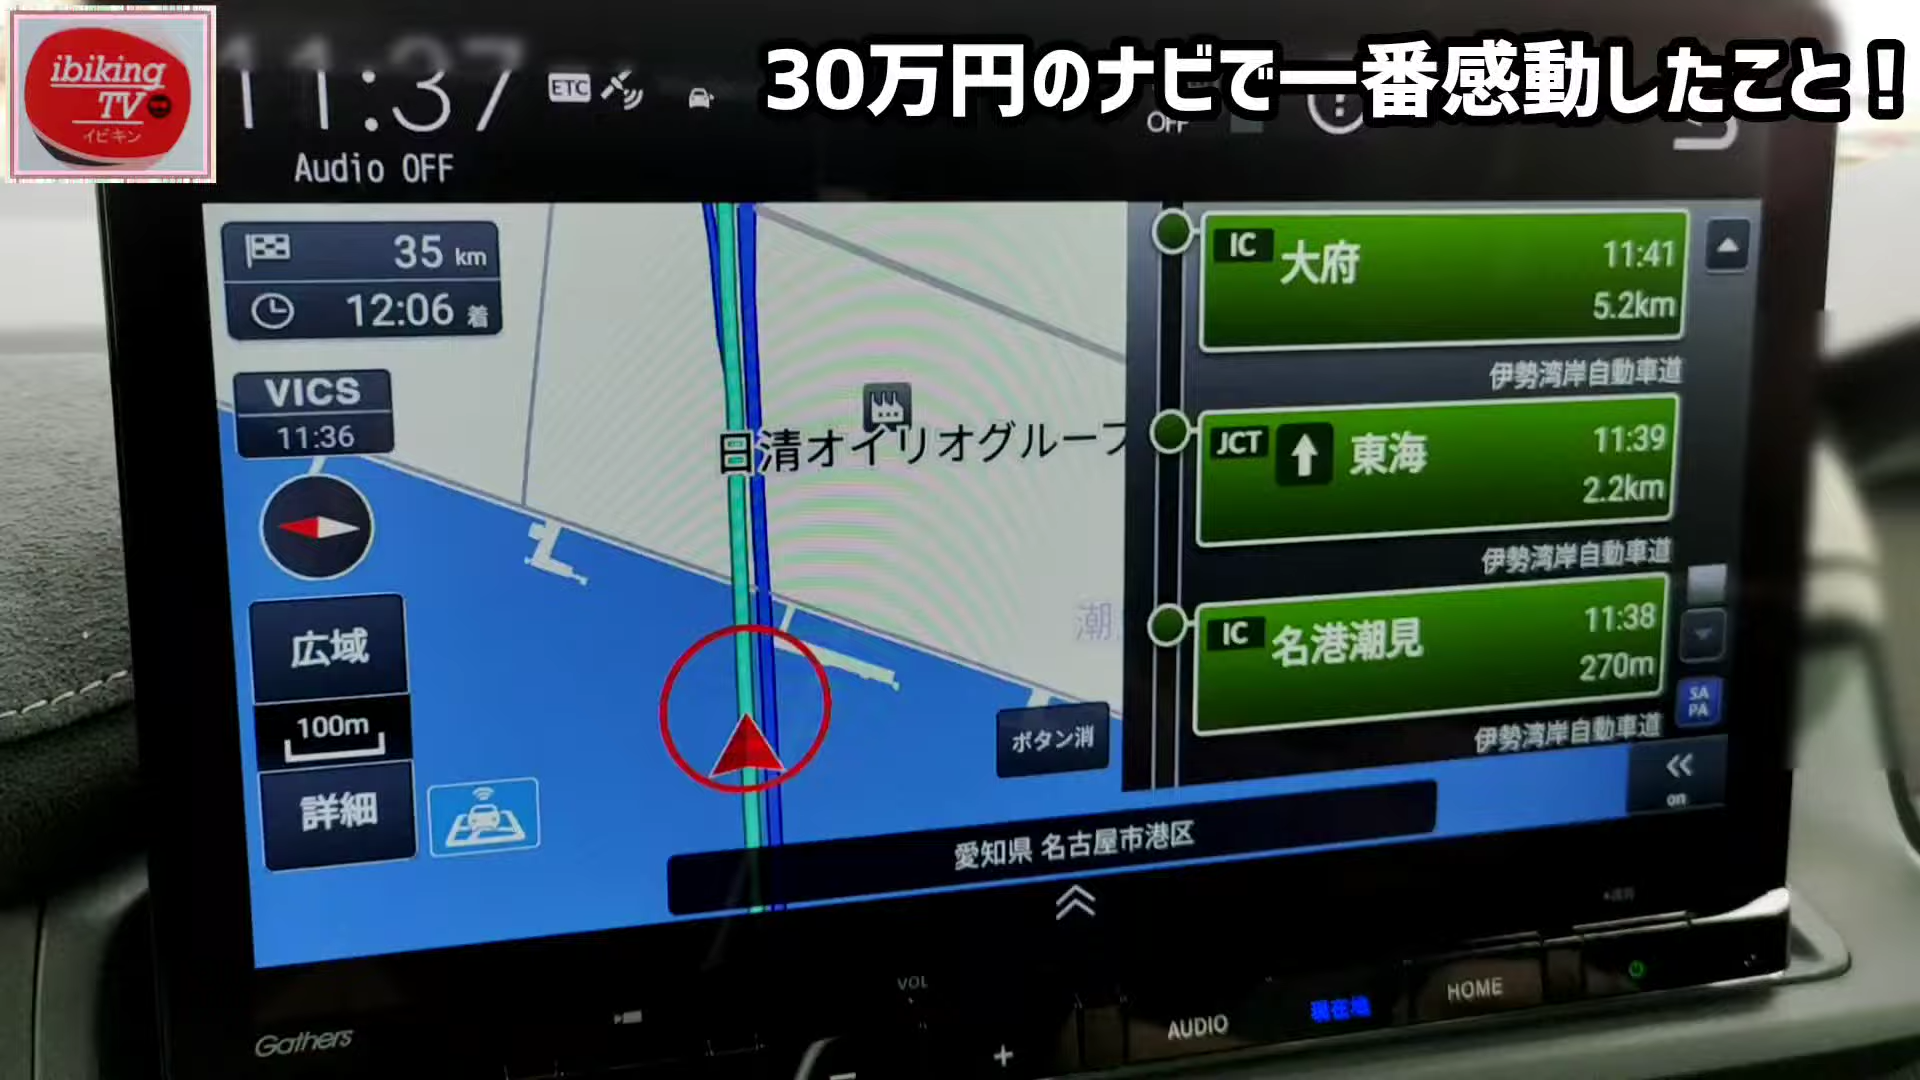 ibiking
TV
イビキン
30万円のナビで一番感動したこと!
11:37
ETC
OFF
Audio OFF
35 km
12:06 着
VICS
11:36
広域
100m
詳細
日清オイリオグループ
潮
ボタン消
IC 大府 11:41
5.2km
伊勢湾岸自動車道
JCT 東海 11:39
2.2km
伊勢湾岸自動車道
IC 名港潮見 11:38
270m
伊勢湾岸自動車道
SA
PA
on
愛知県 名古屋市港区
Gathers
VOL
AUDIO
現在地
HOME